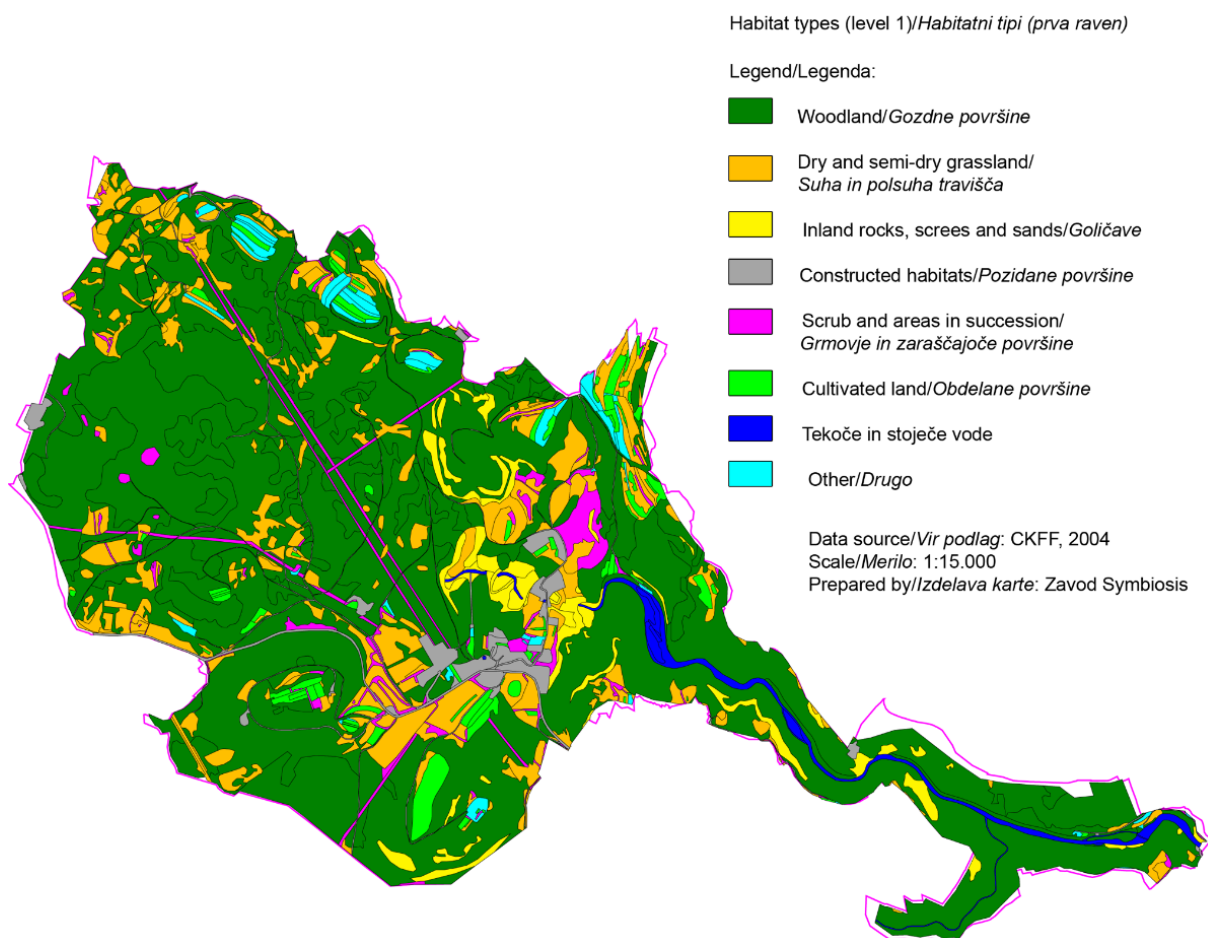 Habitat types (level 1)/Habitatni tipi (prva raven)
Legend/Legenda:
Woodland/Gozdne površine
Dry and semi-dry grassland/
Suha in polsuha travišča
Inland rocks, screes and sands/Goličave
Constructed habitats/Pozidane površine
Scrub and areas in succession/
Grmovje in zaraščajoče površine
Cultivated land/Obdelane površine
Tekoče in stoječe vode
Other/Drugo
Data source/Vir podlag: CKFF, 2004
Scale/Merilo: 1:15.000
Prepared by/Izdelava karte: Zavod Symbiosis